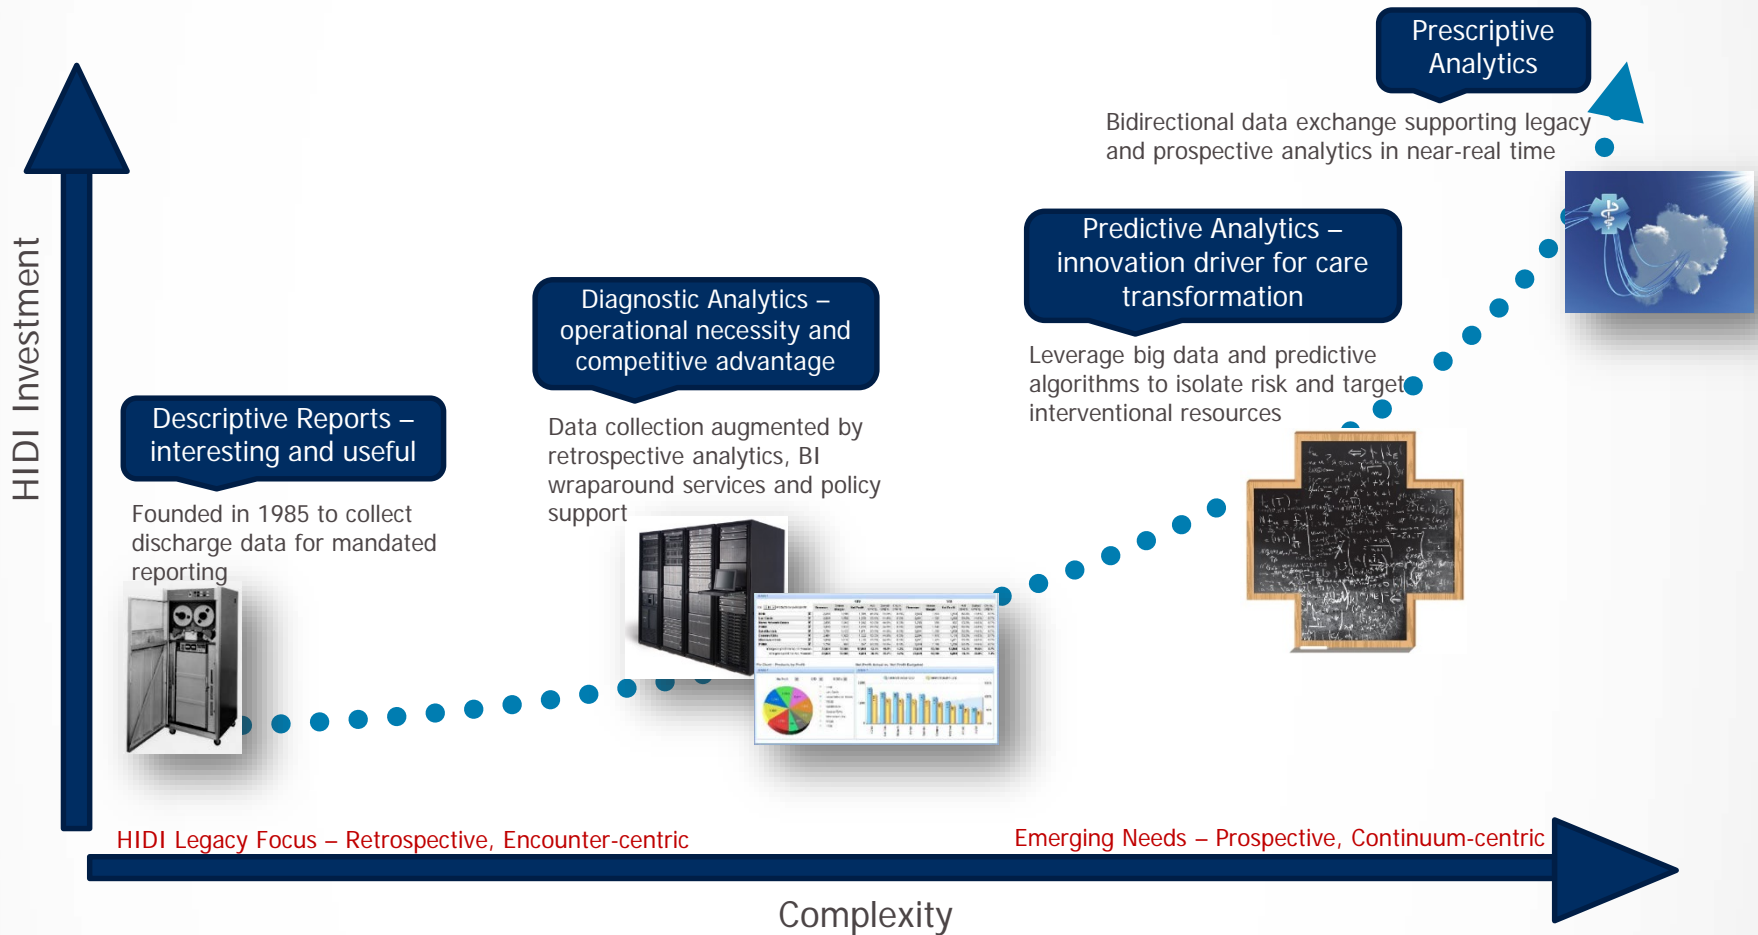 Prescriptive
Analytics
Bidirectional data exchange supporting legacy
and prospective analytics in near-real time
Predictive Analytics –
innovation driver for care
transformation
Leverage big data and predictive
algorithms to isolate risk and target
interventional resources
Diagnostic Analytics –
operational necessity and
competitive advantage
Data collection augmented by
retrospective analytics, BI
wraparound services and policy
support
Descriptive Reports –
interesting and useful
Founded in 1985 to collect
discharge data for mandated
reporting
HIDI Investment
HIDI Legacy Focus – Retrospective, Encounter-centric
Emerging Needs – Prospective, Continuum-centric
Complexity